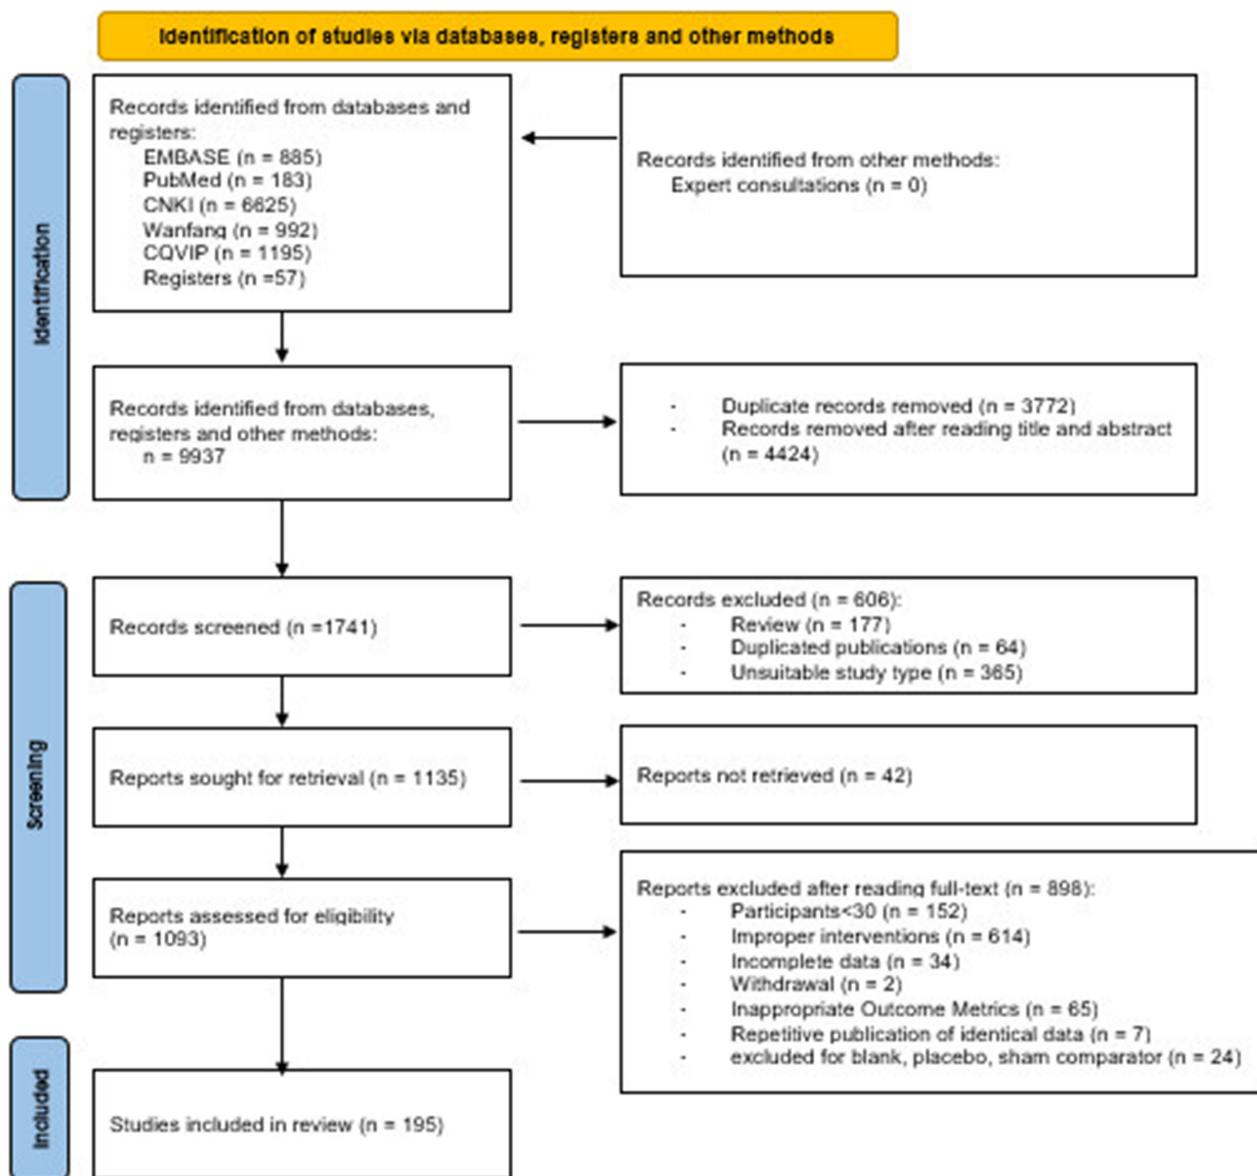 Identification of studies via databases, registers and other methods
Identification
Records identified from databases and
registers:
EMBASE (n = 885)
PubMed (n = 183)
CNKI (n = 6625)
Wanfang (n = 992)
CQVIP (n = 1195)
Registers (n =57)
Records identified from other methods:
Expert consultations (n = 0)
Records identified from databases,
registers and other methods:
n = 9937
- Duplicate records removed (n = 3772)
- Records removed after reading title and abstract
(n = 4424)
Screening
Records screened (n =1741)
Records excluded (n = 606):
- Review (n = 177)
- Duplicated publications (n = 64)
- Unsuitable study type (n = 365)
Reports sought for retrieval (n = 1135)
Reports not retrieved (n = 42)
Reports assessed for eligibility
(n = 1093)
Reports excluded after reading full-text (n = 898):
- Participants<30 (n = 152)
- Improper interventions (n = 614)
- Incomplete data (n = 34)
- Withdrawal (n = 2)
- Inappropriate Outcome Metrics (n = 65)
- Repetitive publication of identical data (n = 7)
- excluded for blank, placebo, sham comparator (n = 24)
Included
Studies included in review (n = 195)